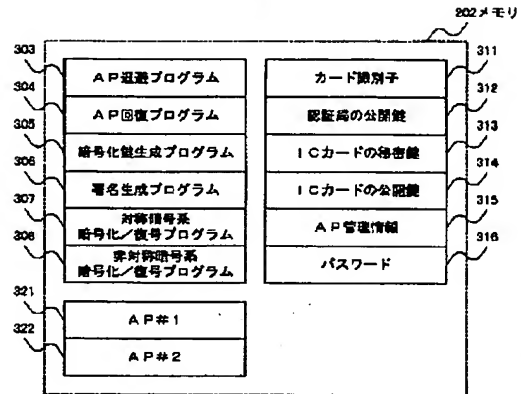 202メモリ
303
AP退避プログラム
304
AP回復プログラム
305
暗号化鍵生成プログラム
306
署名生成プログラム
307
対称暗号系
暗号化/復号プログラム
308
非対称暗号系
暗号化/復号プログラム
321
AP#1
322
AP#2
カード識別子
311
認証局の公開鍵
312
ICカードの秘密鍵
313
ICカードの公開鍵
314
AP管理情報
315
パスワード
316